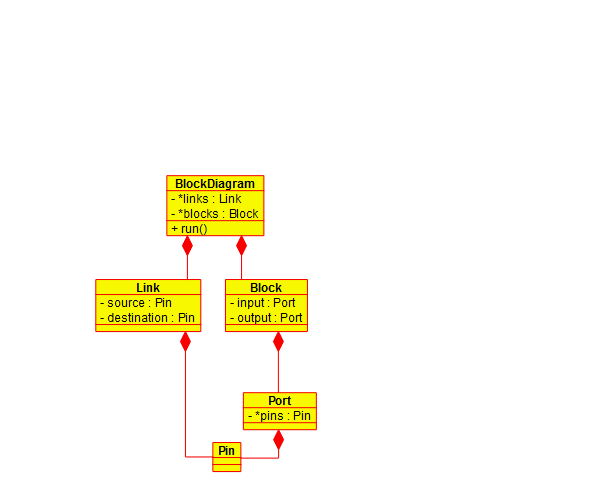 BlockDiagram
- *links : Link
- *blocks : Block
+ run()
Link
- source : Pin
- destination : Pin
Block
- input : Port
- output : Port
Port
- *pins : Pin
Pin